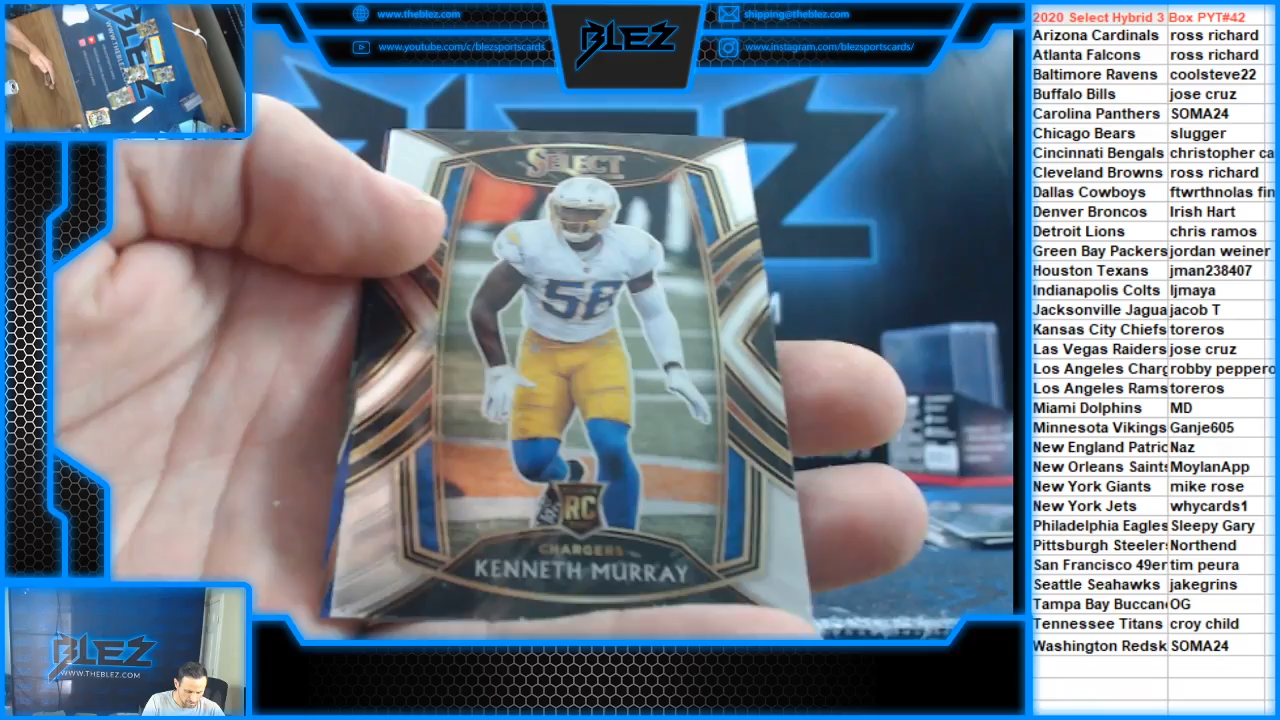 www.theblez.com
www.youtube.com/c/blezsportscards
BLEZ
shipping@theblez.com
www.instagram.com/blezsportscards/
SELECT
58
RC
CHARGERS
KENNETH MURRAY
BLEZ
WWW.THEBLEZ.COM
2020 Select Hybrid 3 Box PYT#42
Arizona Cardinals ross richard
Atlanta Falcons ross richard
Baltimore Ravens coolsteve22
Buffalo Bills jose cruz
Carolina Panthers SOMA24
Chicago Bears slugger
Cincinnati Bengals christopher ca
Cleveland Browns ross richard
Dallas Cowboys ftwrthnolas fin
Denver Broncos Irish Hart
Detroit Lions chris ramos
Green Bay Packers jordan weiner
Houston Texans jman238407
Indianapolis Colts ljmaya
Jacksonville Jagua jacob T
Kansas City Chiefs toreros
Las Vegas Raiders jose cruz
Los Angeles Charg robby peppero
Los Angeles Rams toreros
Miami Dolphins MD
Minnesota Vikings Ganje605
New England Patric Naz
New Orleans Saints MoylanApp
New York Giants mike rose
New York Jets whycards1
Philadelphia Eagles Sleepy Gary
Pittsburgh Steelers Northend
San Francisco 49er tim peura
Seattle Seahawks jakegrins
Tampa Bay Buccane OG
Tennessee Titans croy child
Washington Redsk SOMA24